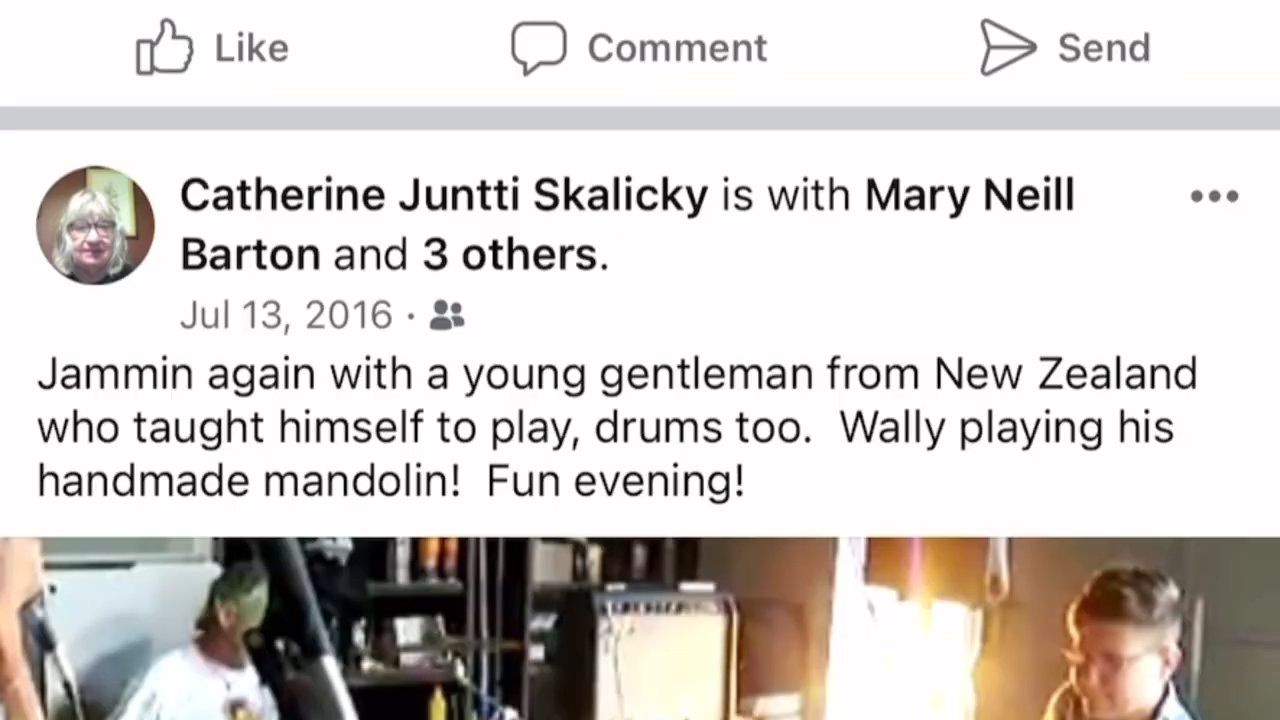 Like Comment Send
Catherine Juntti Skalicky is with Mary Neill
Barton and 3 others.
Jul 13, 2016 ·
Jammin again with a young gentleman from New Zealand
who taught himself to play, drums too.  Wally playing his
handmade mandolin!  Fun evening!